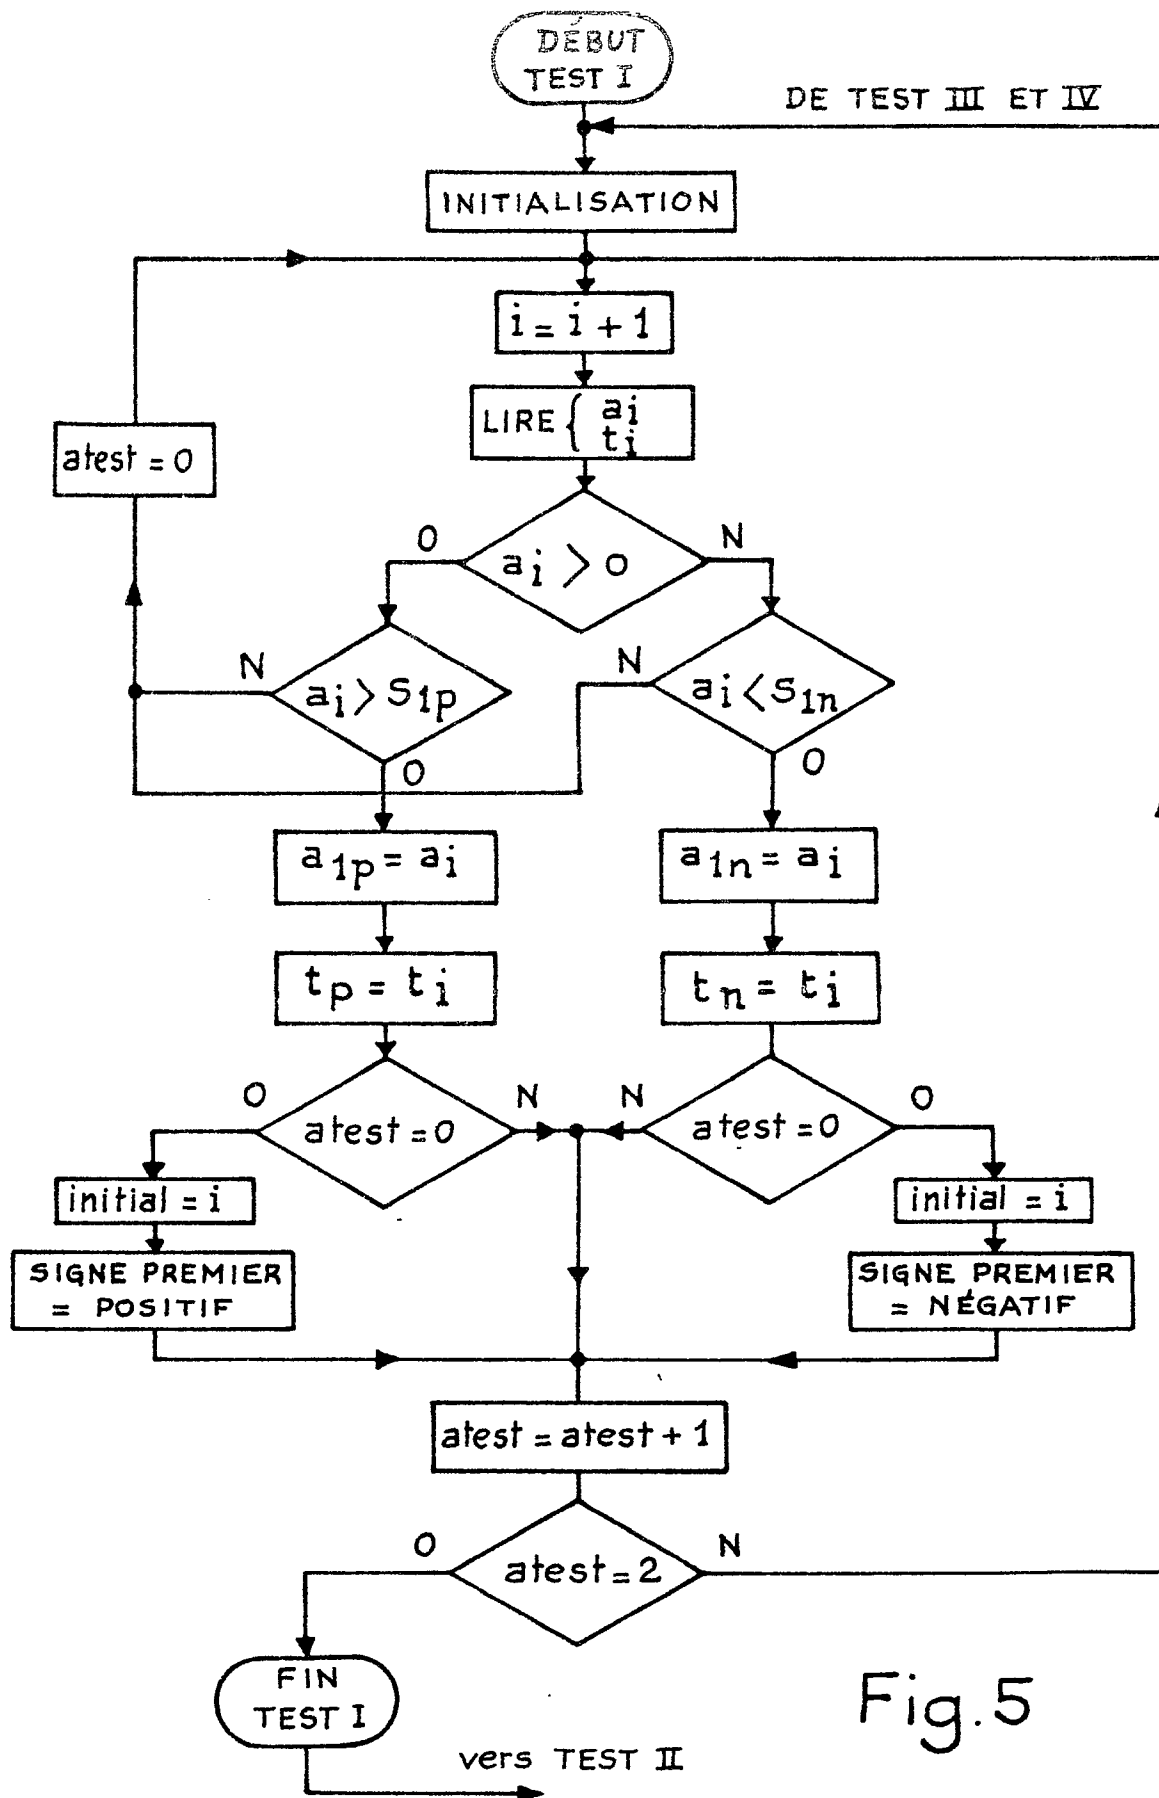 DÉBUT
TEST I
DE TEST III ET IV
INITIALISATION
i = i + 1
LIRE { ai
ti
atest = 0
O
N
ai > 0
N
ai > S1p
O
N
ai < S1n
O
a1p = ai
a1n = ai
tp = ti
tn = ti
O
atest = 0
N
N
atest = 0
O
initial = i
initial = i
SIGNE PREMIER
= POSITIF
SIGNE PREMIER
= NÉGATIF
atest = atest + 1
O
atest = 2
N
FIN
TEST I
vers TEST II
Fig. 5